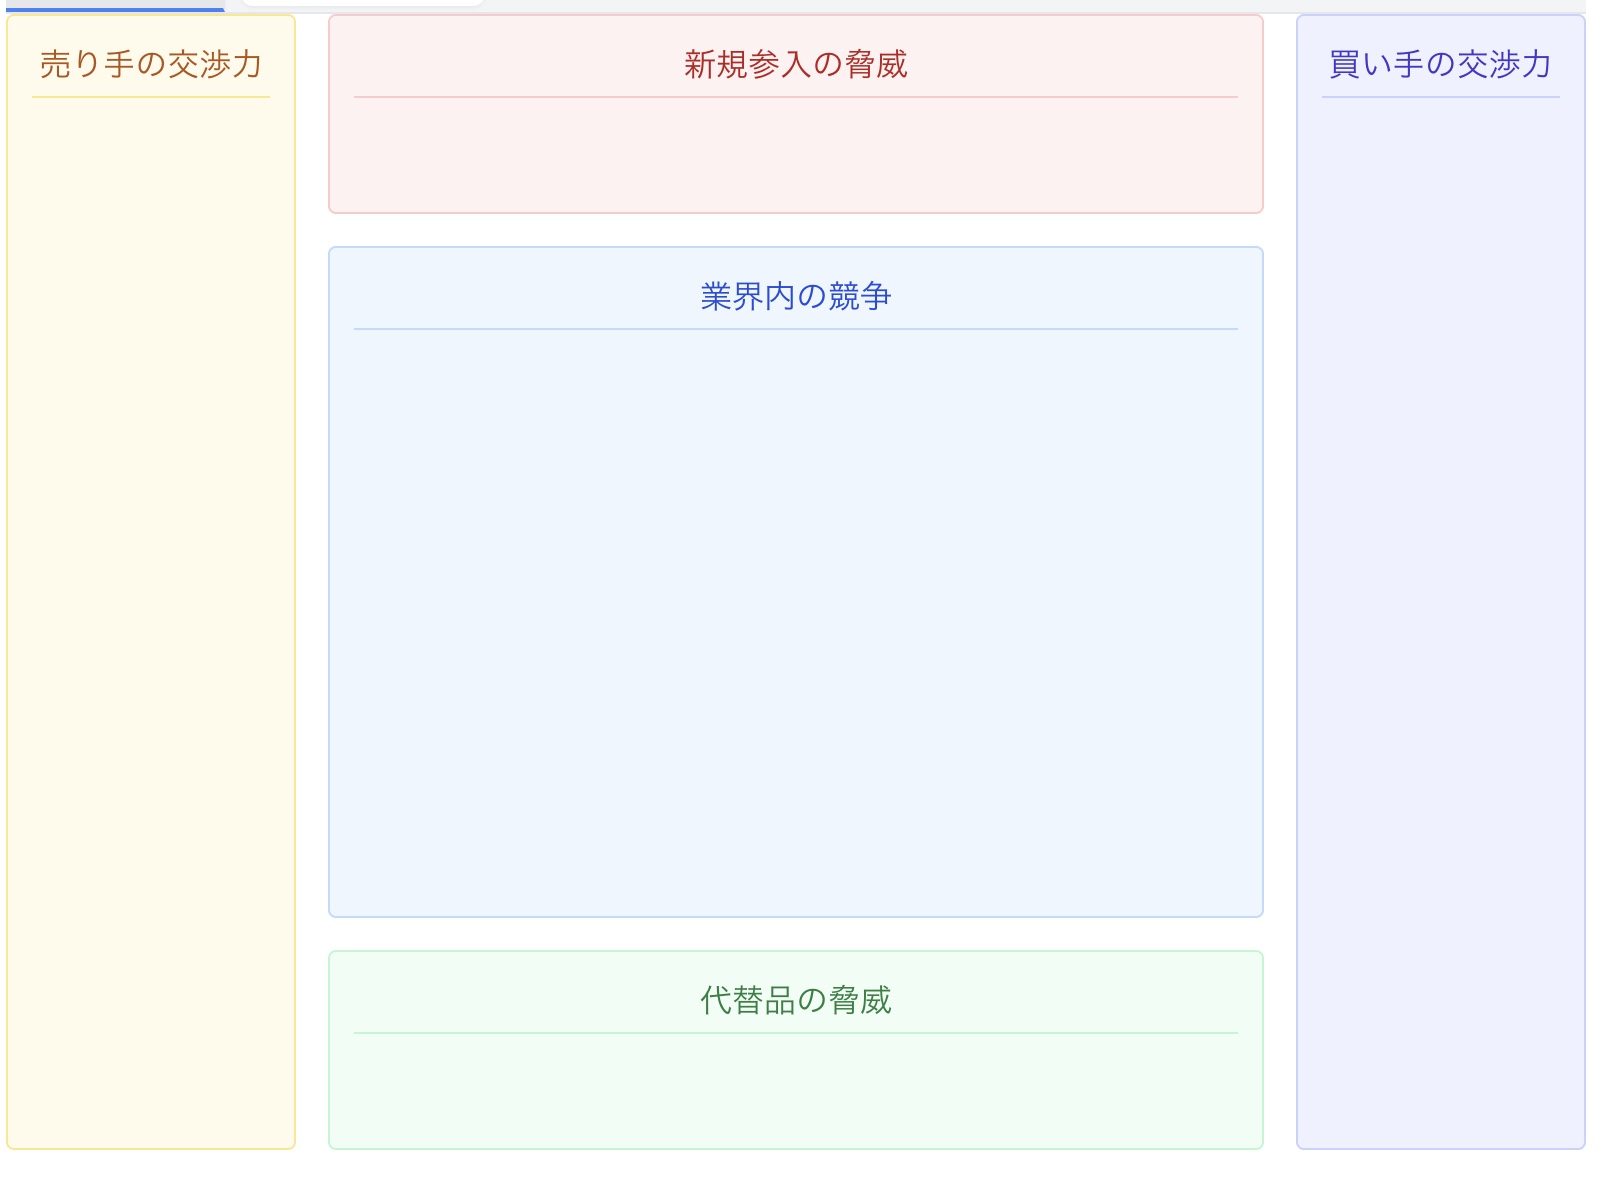 売り手の交渉力
新規参入の脅威
業界内の競争
代替品の脅威
買い手の交渉力